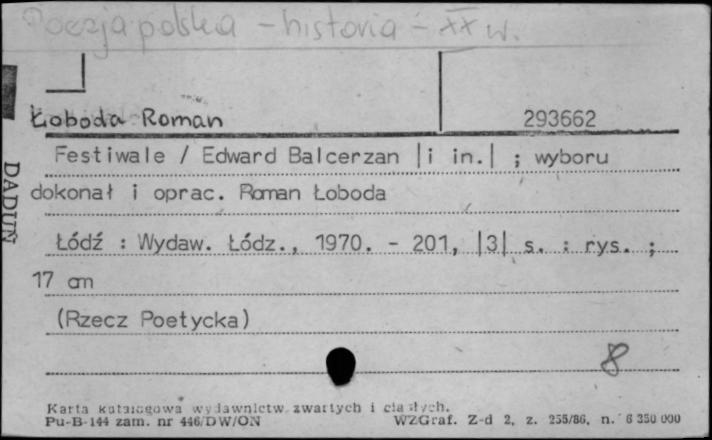 Poezja polska - historia - XX w.
Łoboda Roman
293662
Festiwale / Edward Balcerzan |i in.| ; wyboru
dokonał i oprac. Roman Łoboda
Łódź : Wydaw. Łódz., 1970. - 201, |3| s. : rys. ;
17 cm
(Rzecz Poetycka)
8
DADUŃ
Karta katalogowa wydawnictw zwartych i ciągłych.
Pu-B-144 zam. nr 446/DW/ON
WZGraf. Z-d 2, z. 255/86, n. 6 350 000